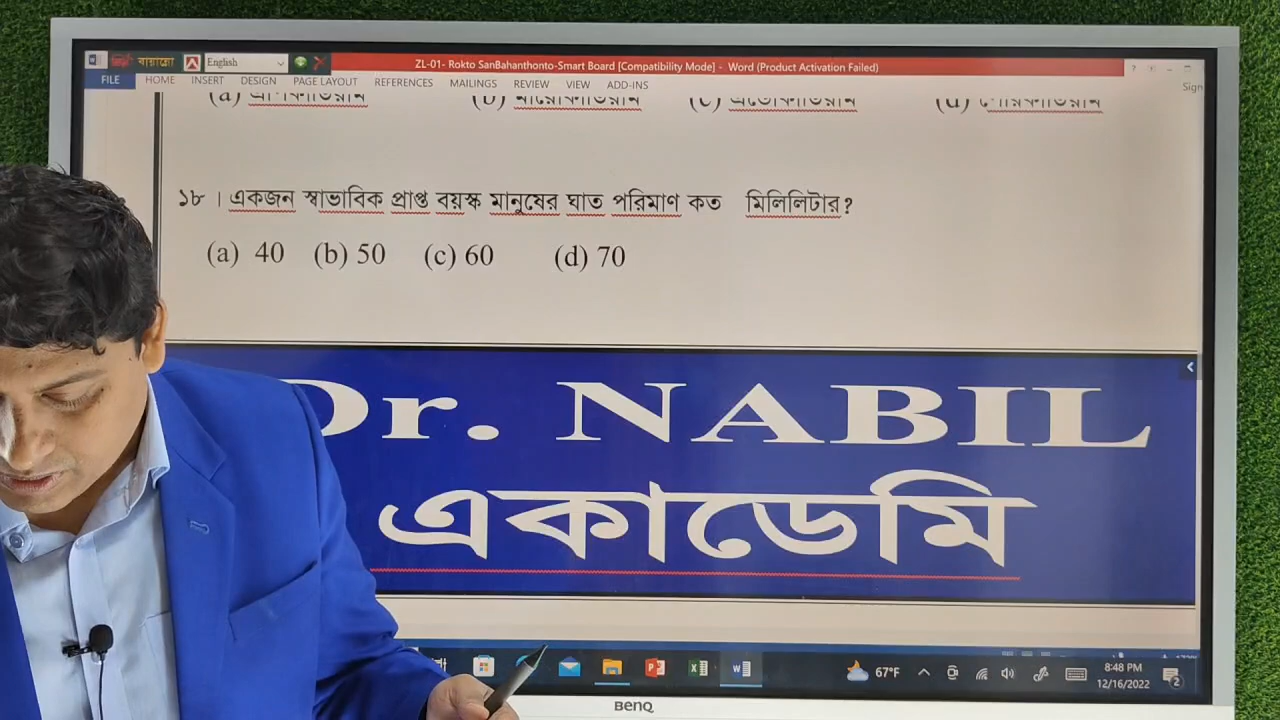 বায়ান্নো English ZL-01- Rokto SanBahanthonto-Smart Board [Compatibility Mode] - Word (Product Activation Failed) ?
FILE HOME INSERT DESIGN PAGE LAYOUT REFERENCES MAILINGS REVIEW VIEW ADD-INS Sign
(a) (b) (c) (d)
১৮ । একজন স্বাভাবিক প্রাপ্ত বয়স্ক মানুষের ঘাত পরিমাণ কত মিলিলিটার?
(a) 40 (b) 50 (c) 60 (d) 70
Dr. NABIL
একাডেমি
67°F 8:48 PM
12/16/2022 2
BenQ